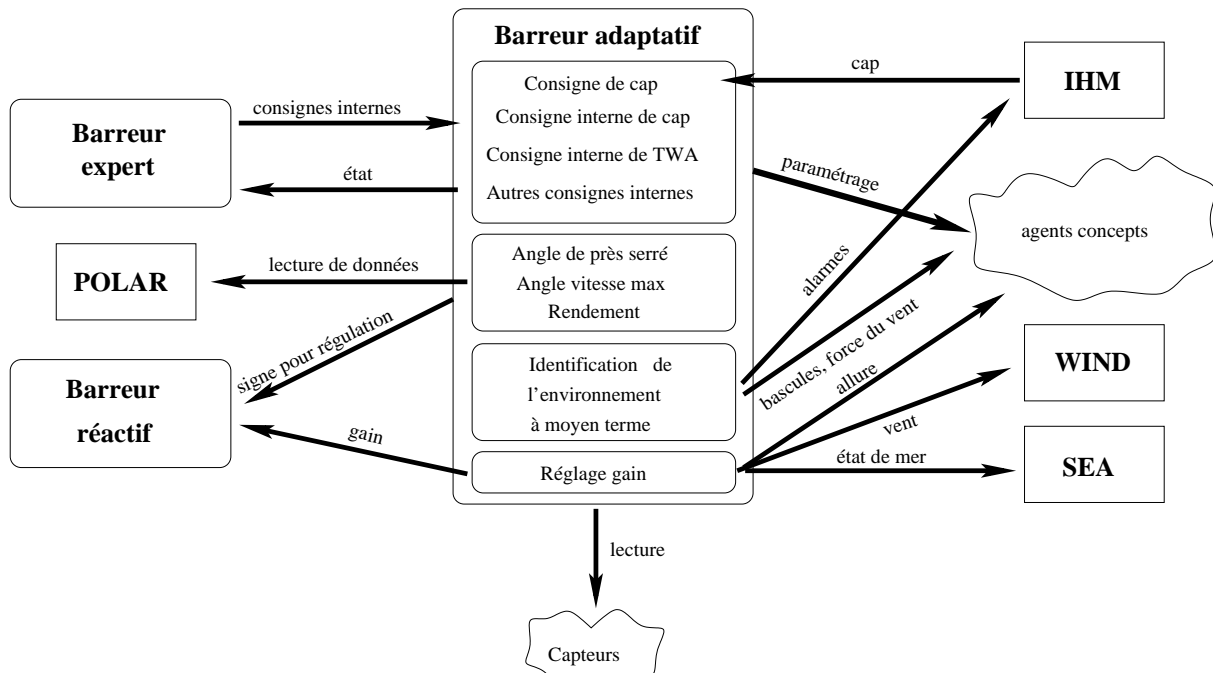 Barreur adaptatif
Consigne de cap
Consigne interne de cap
Consigne interne de TWA
Autres consignes internes
Angle de près serré
Angle vitesse max
Rendement
Identification de
l'environnement
à moyen terme
Réglage gain
Barreur
expert
consignes internes
état
POLAR
lecture de données
signe pour régulation
Barreur
réactif
gain
cap
IHM
paramétrage
agents concepts
alarmes
bascules, force du vent
allure
WIND
vent
état de mer
SEA
lecture
Capteurs